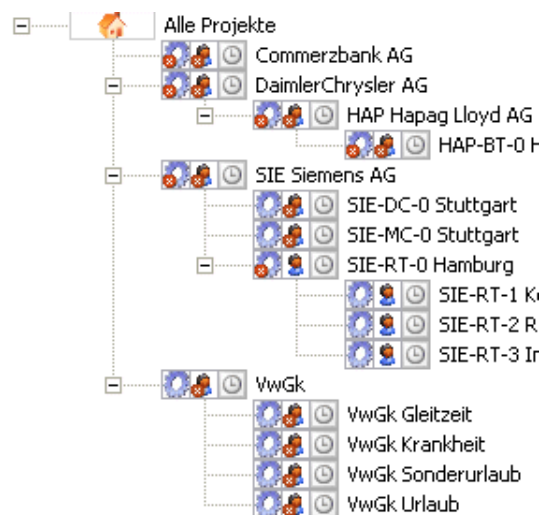 Alle Projekte
Commerzbank AG
DaimlerChrysler AG
HAP Hapag Lloyd AG
HAP-BT-0
SIE Siemens AG
SIE-DC-0 Stuttgart
SIE-MC-0 Stuttgart
SIE-RT-0 Hamburg
SIE-RT-1
SIE-RT-2
SIE-RT-3
VwGk
VwGk Gleitzeit
VwGk Krankheit
VwGk Sonderurlaub
VwGk Urlaub